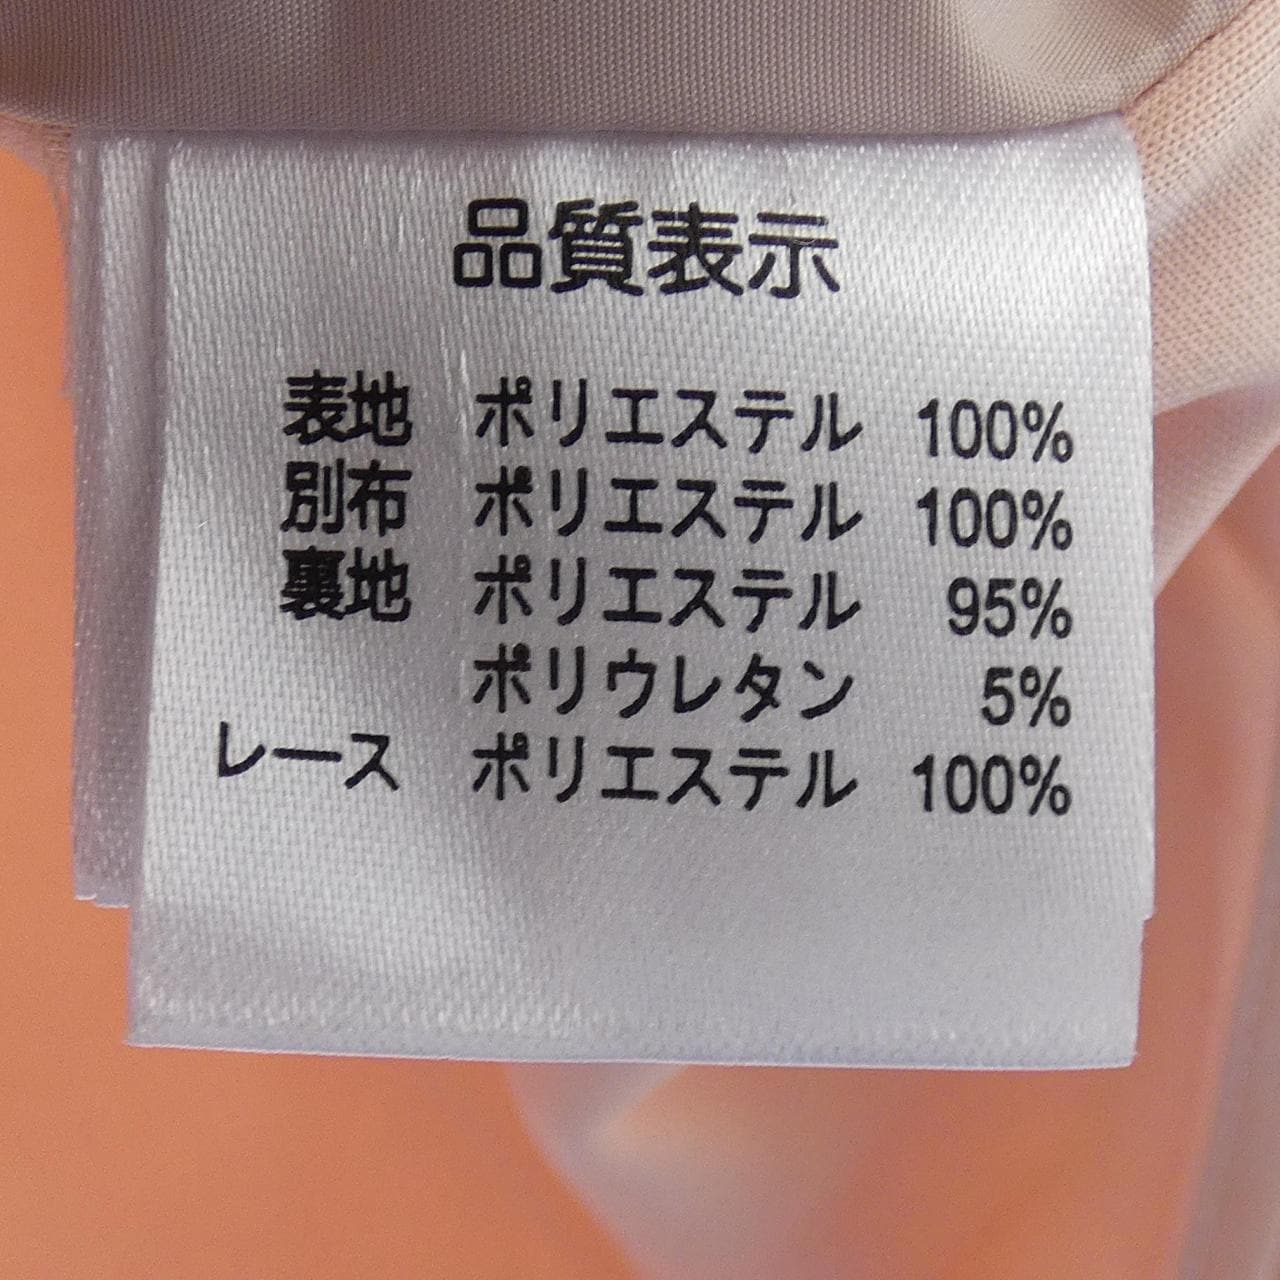 品質表示
表地 ポリエステル 100%
別布 ポリエステル 100%
裏地 ポリエステル 95%
ポリウレタン 5%
レース ポリエステル 100%